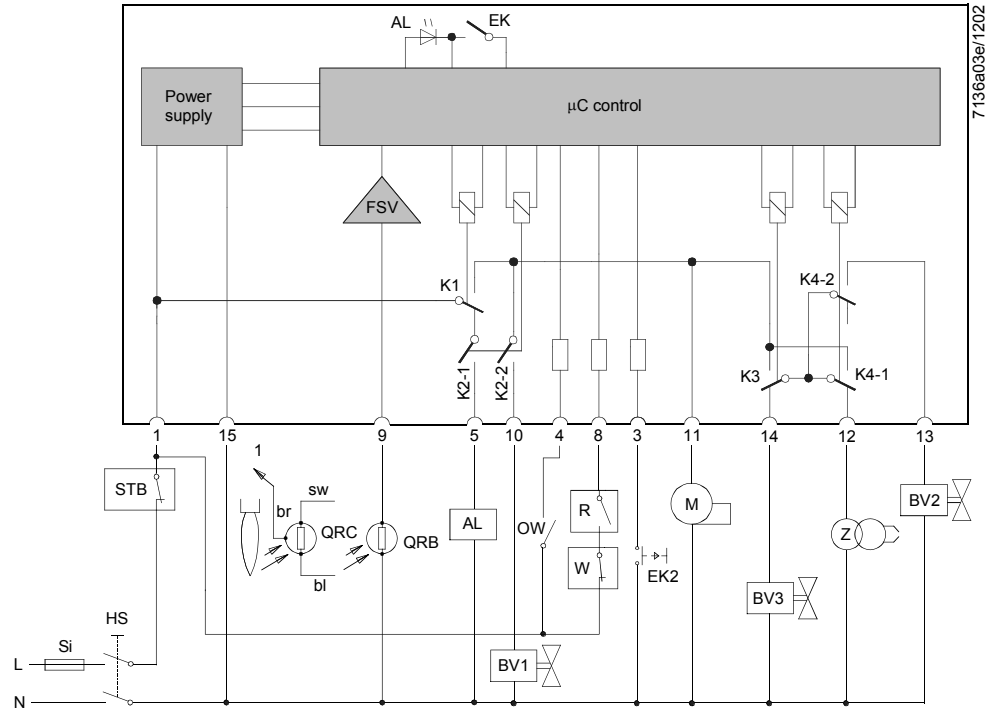 7136a03e/1202
AL EK
Power
supply
μC control
FSV
K1
K4-2
K2-1
K2-2
K3
K4-1
1 15 9 5 10 4 8 3 11 14 12 13
1
STB
br
sw
QRC
bl
QRB
AL
OW
R
W
EK2
M
BV3
Z
BV2
BV1
HS
Si
L
N